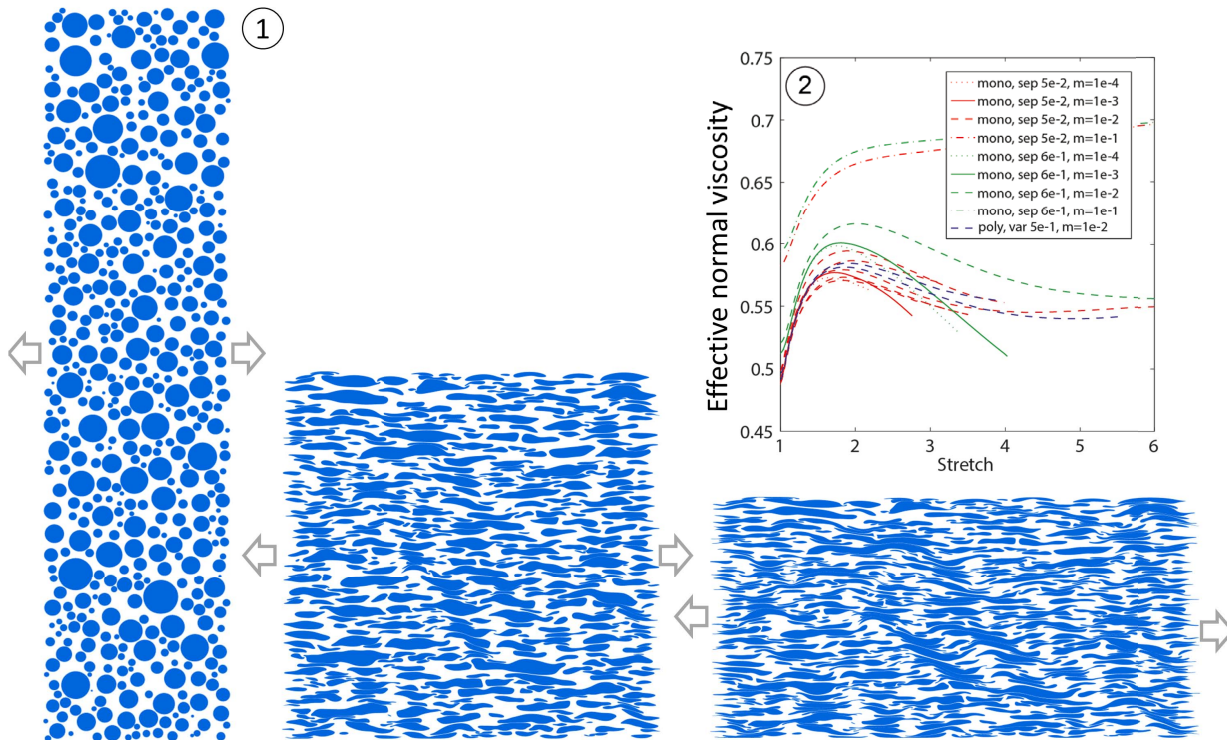 1
2
0.75
0.7
0.65
0.6
0.55
0.5
0.45
Effective normal viscosity
mono, sep 5e-2, m=1e-4
mono, sep 5e-2, m=1e-3
mono, sep 5e-2, m=1e-2
mono, sep 5e-2, m=1e-1
mono, sep 6e-1, m=1e-4
mono, sep 6e-1, m=1e-3
mono, sep 6e-1, m=1e-2
mono, sep 6e-1, m=1e-1
poly, var 5e-1, m=1e-2
1 2 3 4 5 6
Stretch